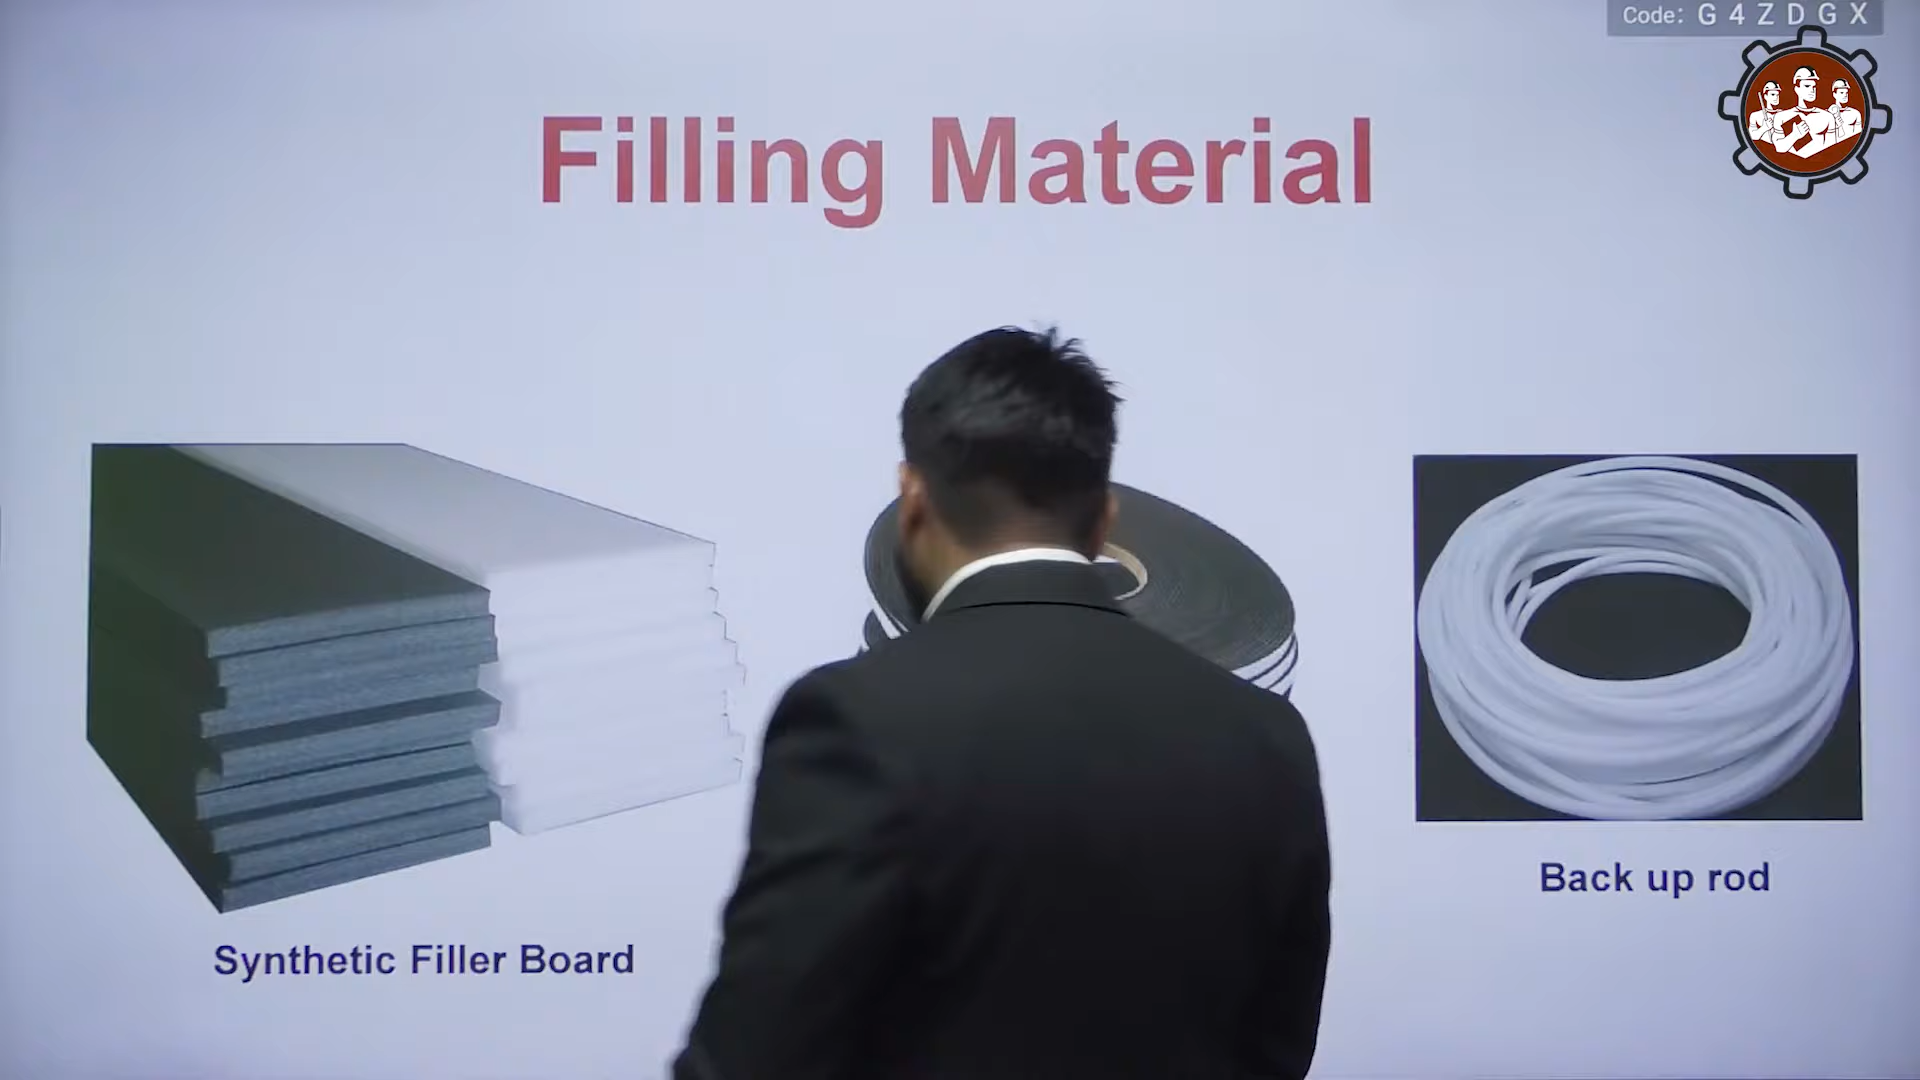 Code: G 4 Z D G X
Filling Material
Back up rod
Synthetic Filler Board